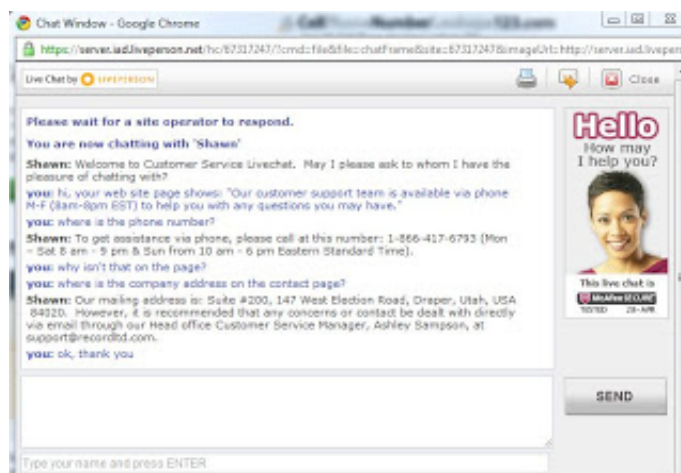 Chat Window - Google Chrome
https://server.iad.liveperson.net/hc/87317247/?cmd=file&file=chatFrame&site=87317247&imageUrl=http://server.iad.liveper
Live Chat by LIVEPERSON
Close
Please wait for a site operator to respond.
You are now chatting with 'Shawn'
Shawn: Welcome to Customer Service Livechat. May I please ask to whom I have the
pleasure of chatting with?
you: hi, your web site page shows: "Our customer support team is available via phone
M-F (8am-8pm EST) to help you with any questions you may have."
you: where is the phone number?
Shawn: To get assistance via phone, please call at this number: 1-866-417-6793 (Mon
- Sat 8 am - 9 pm & Sun from 10 am - 6 pm Eastern Standard Time).
you: why isn't that on the page?
you: where is the company address on the contact page?
Shawn: Our mailing address is: Suite #200, 147 West Election Road, Draper, Utah, USA
84020. However, it is recommended that any concerns or contact be dealt with directly
via email through our Head office Customer Service Manager, Ashley Sampson, at
support@recordltd.com.
you: ok, thank you
Hello
How may
I help you?
This live chat is
McAfee SECURE
TESTED 28-APR
SEND
Type your name and press ENTER